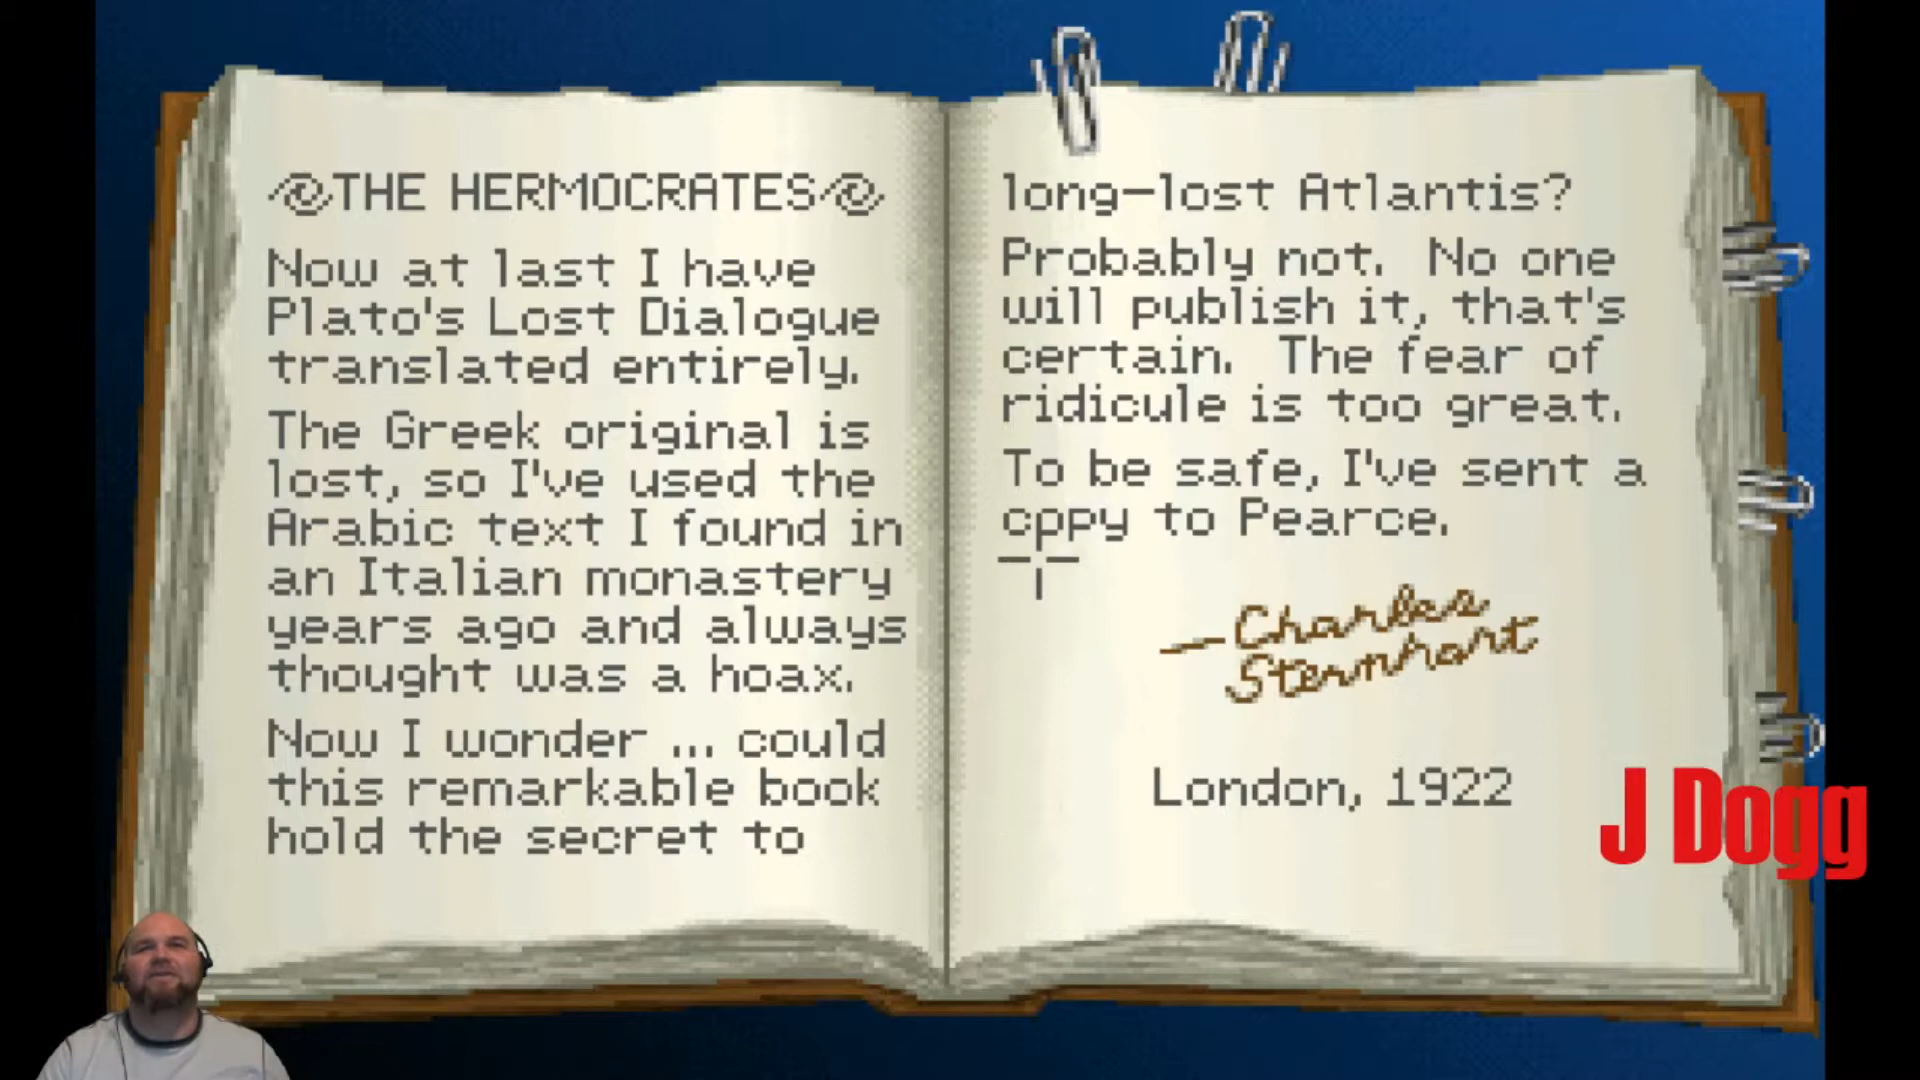 THE HERMOCRATES
Now at last I have
Plato's Lost Dialogue
translated entirely.
The Greek original is
lost, so I've used the
Arabic text I found in
an Italian monastery
years ago and always
thought was a hoax.
Now I wonder ... could
this remarkable book
hold the secret to
long-lost Atlantis?
Probably not. No one
will publish it, that's
certain. The fear of
ridicule is too great.
To be safe, I've sent a
copy to Pearce.
— Charles
Sternhart
London, 1922
J Dogg